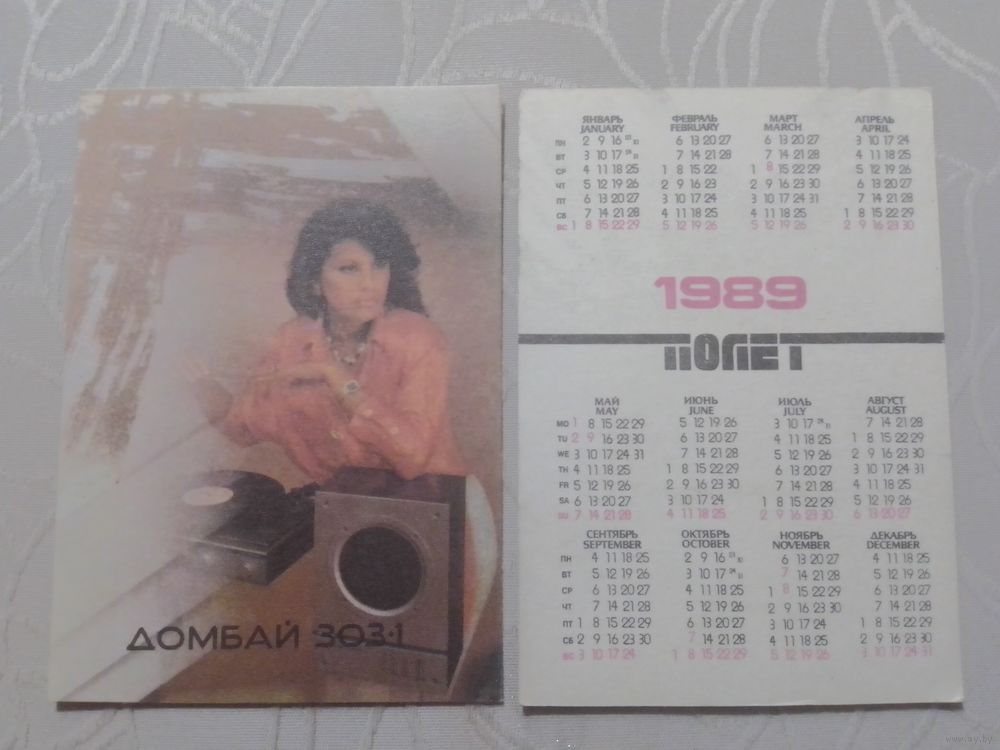 ДОМБАЙ 303·1
ЯНВАРЬ ФЕВРАЛЬ МАРТ АПРЕЛЬ
JANUARY FEBRUARY MARCH APRIL
ПН 2 9 16 23/30 6 13 20 27 6 13 20 27 3 10 17 24
ВТ 3 10 17 24/31 7 14 21 28 7 14 21 28 4 11 18 25
СР 4 11 18 25 1 8 15 22 1 8 15 22 29 5 12 19 26
ЧТ 5 12 19 26 2 9 16 23 2 9 16 23 30 6 13 20 27
ПТ 6 13 20 27 3 10 17 24 3 10 17 24 31 7 14 21 28
СБ 7 14 21 28 4 11 18 25 4 11 18 25 1 8 15 22 29
ВС 1 8 15 22 29 5 12 19 26 5 12 19 26 2 9 16 23 30
1989
ПОЛЕТ
МАЙ ИЮНЬ ИЮЛЬ АВГУСТ
MAY JUNE JULY AUGUST
MO 1 8 15 22 29 5 12 19 26 3 10 17 24/31 7 14 21 28
TU 2 9 16 23 30 6 13 20 27 4 11 18 25 1 8 15 22 29
WE 3 10 17 24 31 7 14 21 28 5 12 19 26 2 9 16 23 30
TH 4 11 18 25 1 8 15 22 29 6 13 20 27 3 10 17 24 31
FR 5 12 19 26 2 9 16 23 30 7 14 21 28 4 11 18 25
SA 6 13 20 27 3 10 17 24 1 8 15 22 29 5 12 19 26
SU 7 14 21 28 4 11 18 25 2 9 16 23 30 6 13 20 27
СЕНТЯБРЬ ОКТЯБРЬ НОЯБРЬ ДЕКАБРЬ
SEPTEMBER OCTOBER NOVEMBER DECEMBER
ПН 4 11 18 25 2 9 16 23/30 6 13 20 27 4 11 18 25
ВТ 5 12 19 26 3 10 17 24/31 7 14 21 28 5 12 19 26
СР 6 13 20 27 4 11 18 25 1 8 15 22 29 6 13 20 27
ЧТ 7 14 21 28 5 12 19 26 2 9 16 23 30 7 14 21 28
ПТ 1 8 15 22 29 6 13 20 27 3 10 17 24 1 8 15 22 29
СБ 2 9 16 23 30 7 14 21 28 4 11 18 25 2 9 16 23 30
ВС 3 10 17 24 1 8 15 22 29 5 12 19 26 3 10 17 24 31
www.ay.by